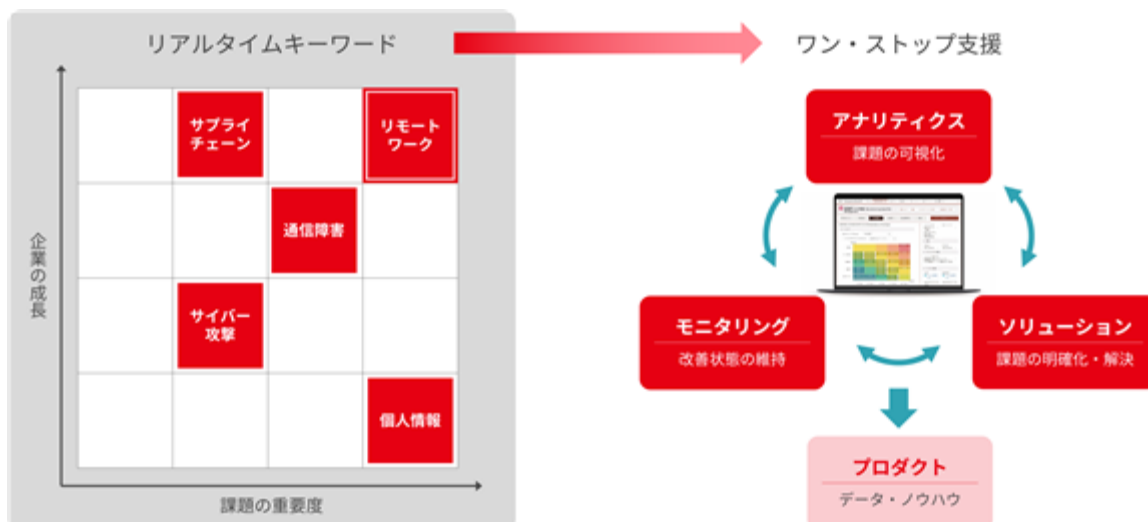 リアルタイムキーワード
ワン・ストップ支援
企業の成長
サプライ
チェーン
リモート
ワーク
通信障害
サイバー
攻撃
個人情報
課題の重要度
アナリティクス
課題の可視化
モニタリング
改善状態の維持
ソリューション
課題の明確化・解決
プロダクト
データ・ノウハウ